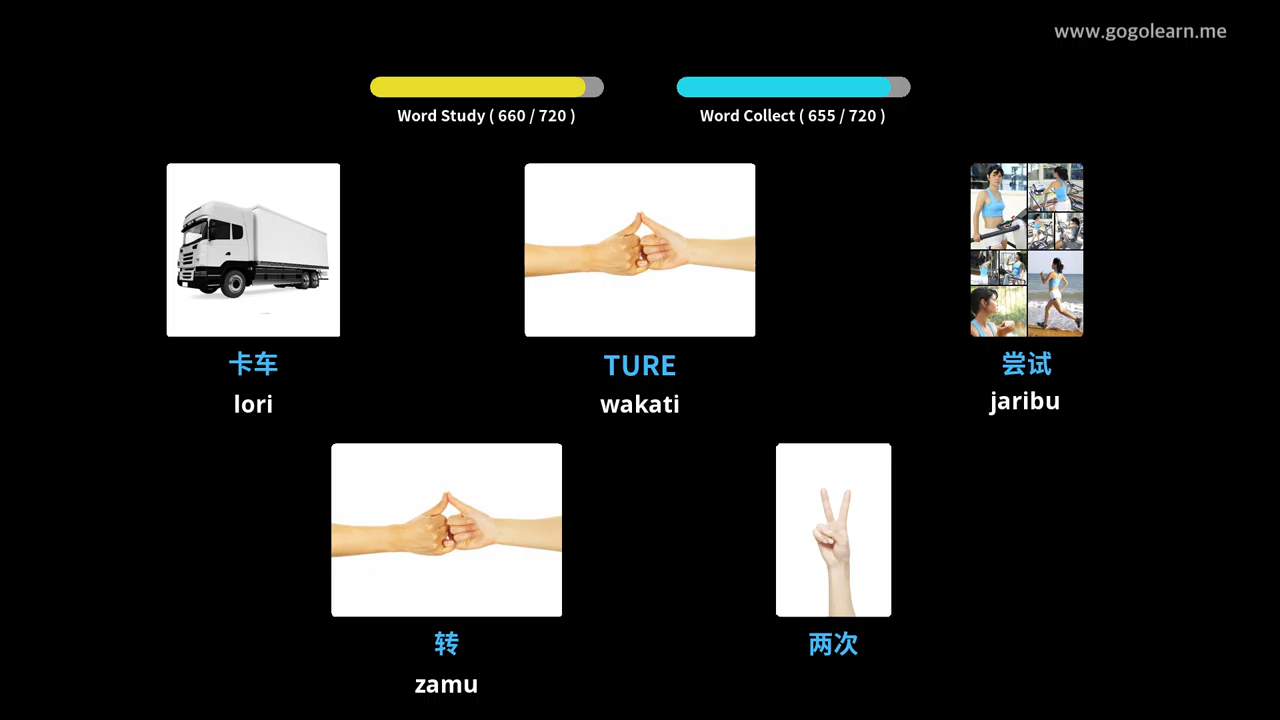 www.gogolearn.me
Word Study ( 660 / 720 )
Word Collect ( 655 / 720 )
卡车
lori
TURE
wakati
尝试
jaribu
转
zamu
两次